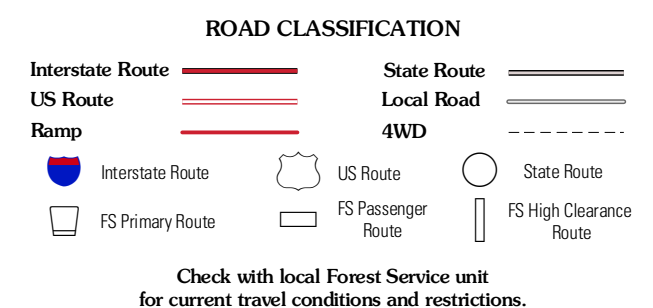 ROAD CLASSIFICATION
Interstate Route
State Route
US Route
Local Road
Ramp
4WD
Interstate Route
US Route
State Route
FS Primary Route
FS Passenger
Route
FS High Clearance
Route
Check with local Forest Service unit
for current travel conditions and restrictions.